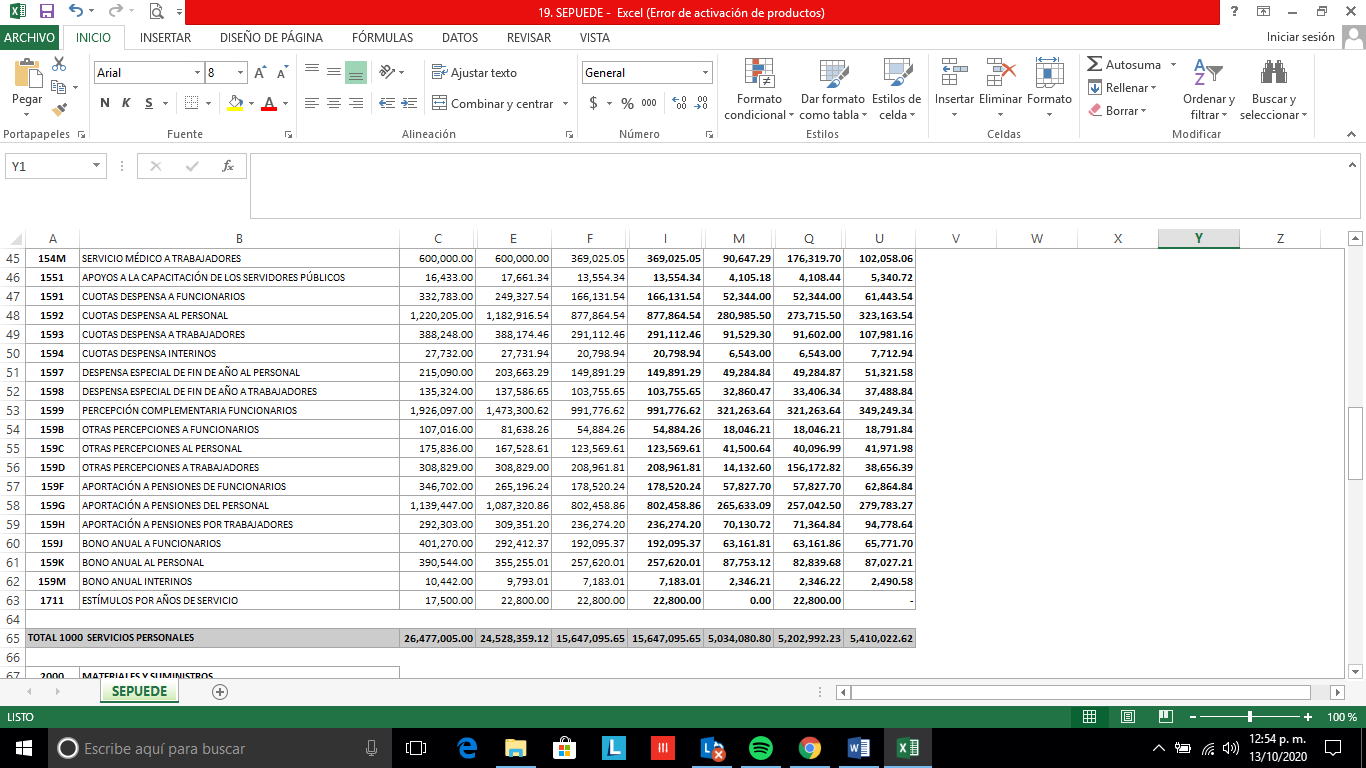 19. SEPUEDE - Excel (Error de activación de productos)
ARCHIVO INICIO INSERTAR DISEÑO DE PÁGINA FÓRMULAS DATOS REVISAR VISTA Iniciar sesión
Pegar
Portapapeles
Arial 8
N K S
Fuente
Ajustar texto
Combinar y centrar
Alineación
General
$ % 000
Número
Formato condicional
Dar formato como tabla
Estilos de celda
Estilos
Insertar Eliminar Formato
Celdas
Autosuma
Rellenar
Borrar
Ordenar y filtrar
Buscar y seleccionar
Modificar
Y1 fx
A B C E F I M Q U V W X Y Z
45 154M SERVICIO MÉDICO A TRABAJADORES 600,000.00 600,000.00 369,025.05 369,025.05 90,647.29 176,319.70 102,058.06
46 1551 APOYOS A LA CAPACITACIÓN DE LOS SERVIDORES PÚBLICOS 16,433.00 17,661.34 13,554.34 13,554.34 4,105.18 4,108.44 5,340.72
47 1591 CUOTAS DESPENSA A FUNCIONARIOS 332,783.00 249,327.54 166,131.54 166,131.54 52,344.00 52,344.00 61,443.54
48 1592 CUOTAS DESPENSA AL PERSONAL 1,220,205.00 1,182,916.54 877,864.54 877,864.54 280,985.50 273,715.50 323,163.54
49 1593 CUOTAS DESPENSA A TRABAJADORES 388,248.00 388,174.46 291,112.46 291,112.46 91,529.30 91,602.00 107,981.16
50 1594 CUOTAS DESPENSA INTERINOS 27,732.00 27,731.94 20,798.94 20,798.94 6,543.00 6,543.00 7,712.94
51 1597 DESPENSA ESPECIAL DE FIN DE AÑO AL PERSONAL 215,090.00 203,663.29 149,891.29 149,891.29 49,284.84 49,284.87 51,321.58
52 1598 DESPENSA ESPECIAL DE FIN DE AÑO A TRABAJADORES 135,324.00 137,586.65 103,755.65 103,755.65 32,860.47 33,406.34 37,488.84
53 1599 PERCEPCIÓN COMPLEMENTARIA FUNCIONARIOS 1,926,097.00 1,473,300.62 991,776.62 991,776.62 321,263.64 321,263.64 349,249.34
54 159B OTRAS PERCEPCIONES A FUNCIONARIOS 107,016.00 81,638.26 54,884.26 54,884.26 18,046.21 18,046.21 18,791.84
55 159C OTRAS PERCEPCIONES AL PERSONAL 175,836.00 167,528.61 123,569.61 123,569.61 41,500.64 40,096.99 41,971.98
56 159D OTRAS PERCEPCIONES A TRABAJADORES 308,829.00 308,829.00 208,961.81 208,961.81 14,132.60 156,172.82 38,656.39
57 159F APORTACIÓN A PENSIONES DE FUNCIONARIOS 346,702.00 265,196.24 178,520.24 178,520.24 57,827.70 57,827.70 62,864.84
58 159G APORTACIÓN A PENSIONES DEL PERSONAL 1,139,447.00 1,087,320.86 802,458.86 802,458.86 265,633.09 257,042.50 279,783.27
59 159H APORTACIÓN A PENSIONES POR TRABAJADORES 292,303.00 309,351.20 236,274.20 236,274.20 70,130.72 71,364.84 94,778.64
60 159J BONO ANUAL A FUNCIONARIOS 401,270.00 292,412.37 192,095.37 192,095.37 63,161.81 63,161.86 65,771.70
61 159K BONO ANUAL AL PERSONAL 390,544.00 355,255.01 257,620.01 257,620.01 87,753.12 82,839.68 87,027.21
62 159M BONO ANUAL INTERINOS 10,442.00 9,793.01 7,183.01 7,183.01 2,346.21 2,346.22 2,490.58
63 1711 ESTÍMULOS POR AÑOS DE SERVICIO 17,500.00 22,800.00 22,800.00 22,800.00 0.00 22,800.00 -
64
65 TOTAL 1000 SERVICIOS PERSONALES 26,477,005.00 24,528,359.12 15,647,095.65 15,647,095.65 5,034,080.80 5,202,992.23 5,410,022.62
66
67 2000 MATERIALES Y SUMINISTROS
SEPUEDE
LISTO 100 %
Escribe aquí para buscar
12:54 p. m.
13/10/2020